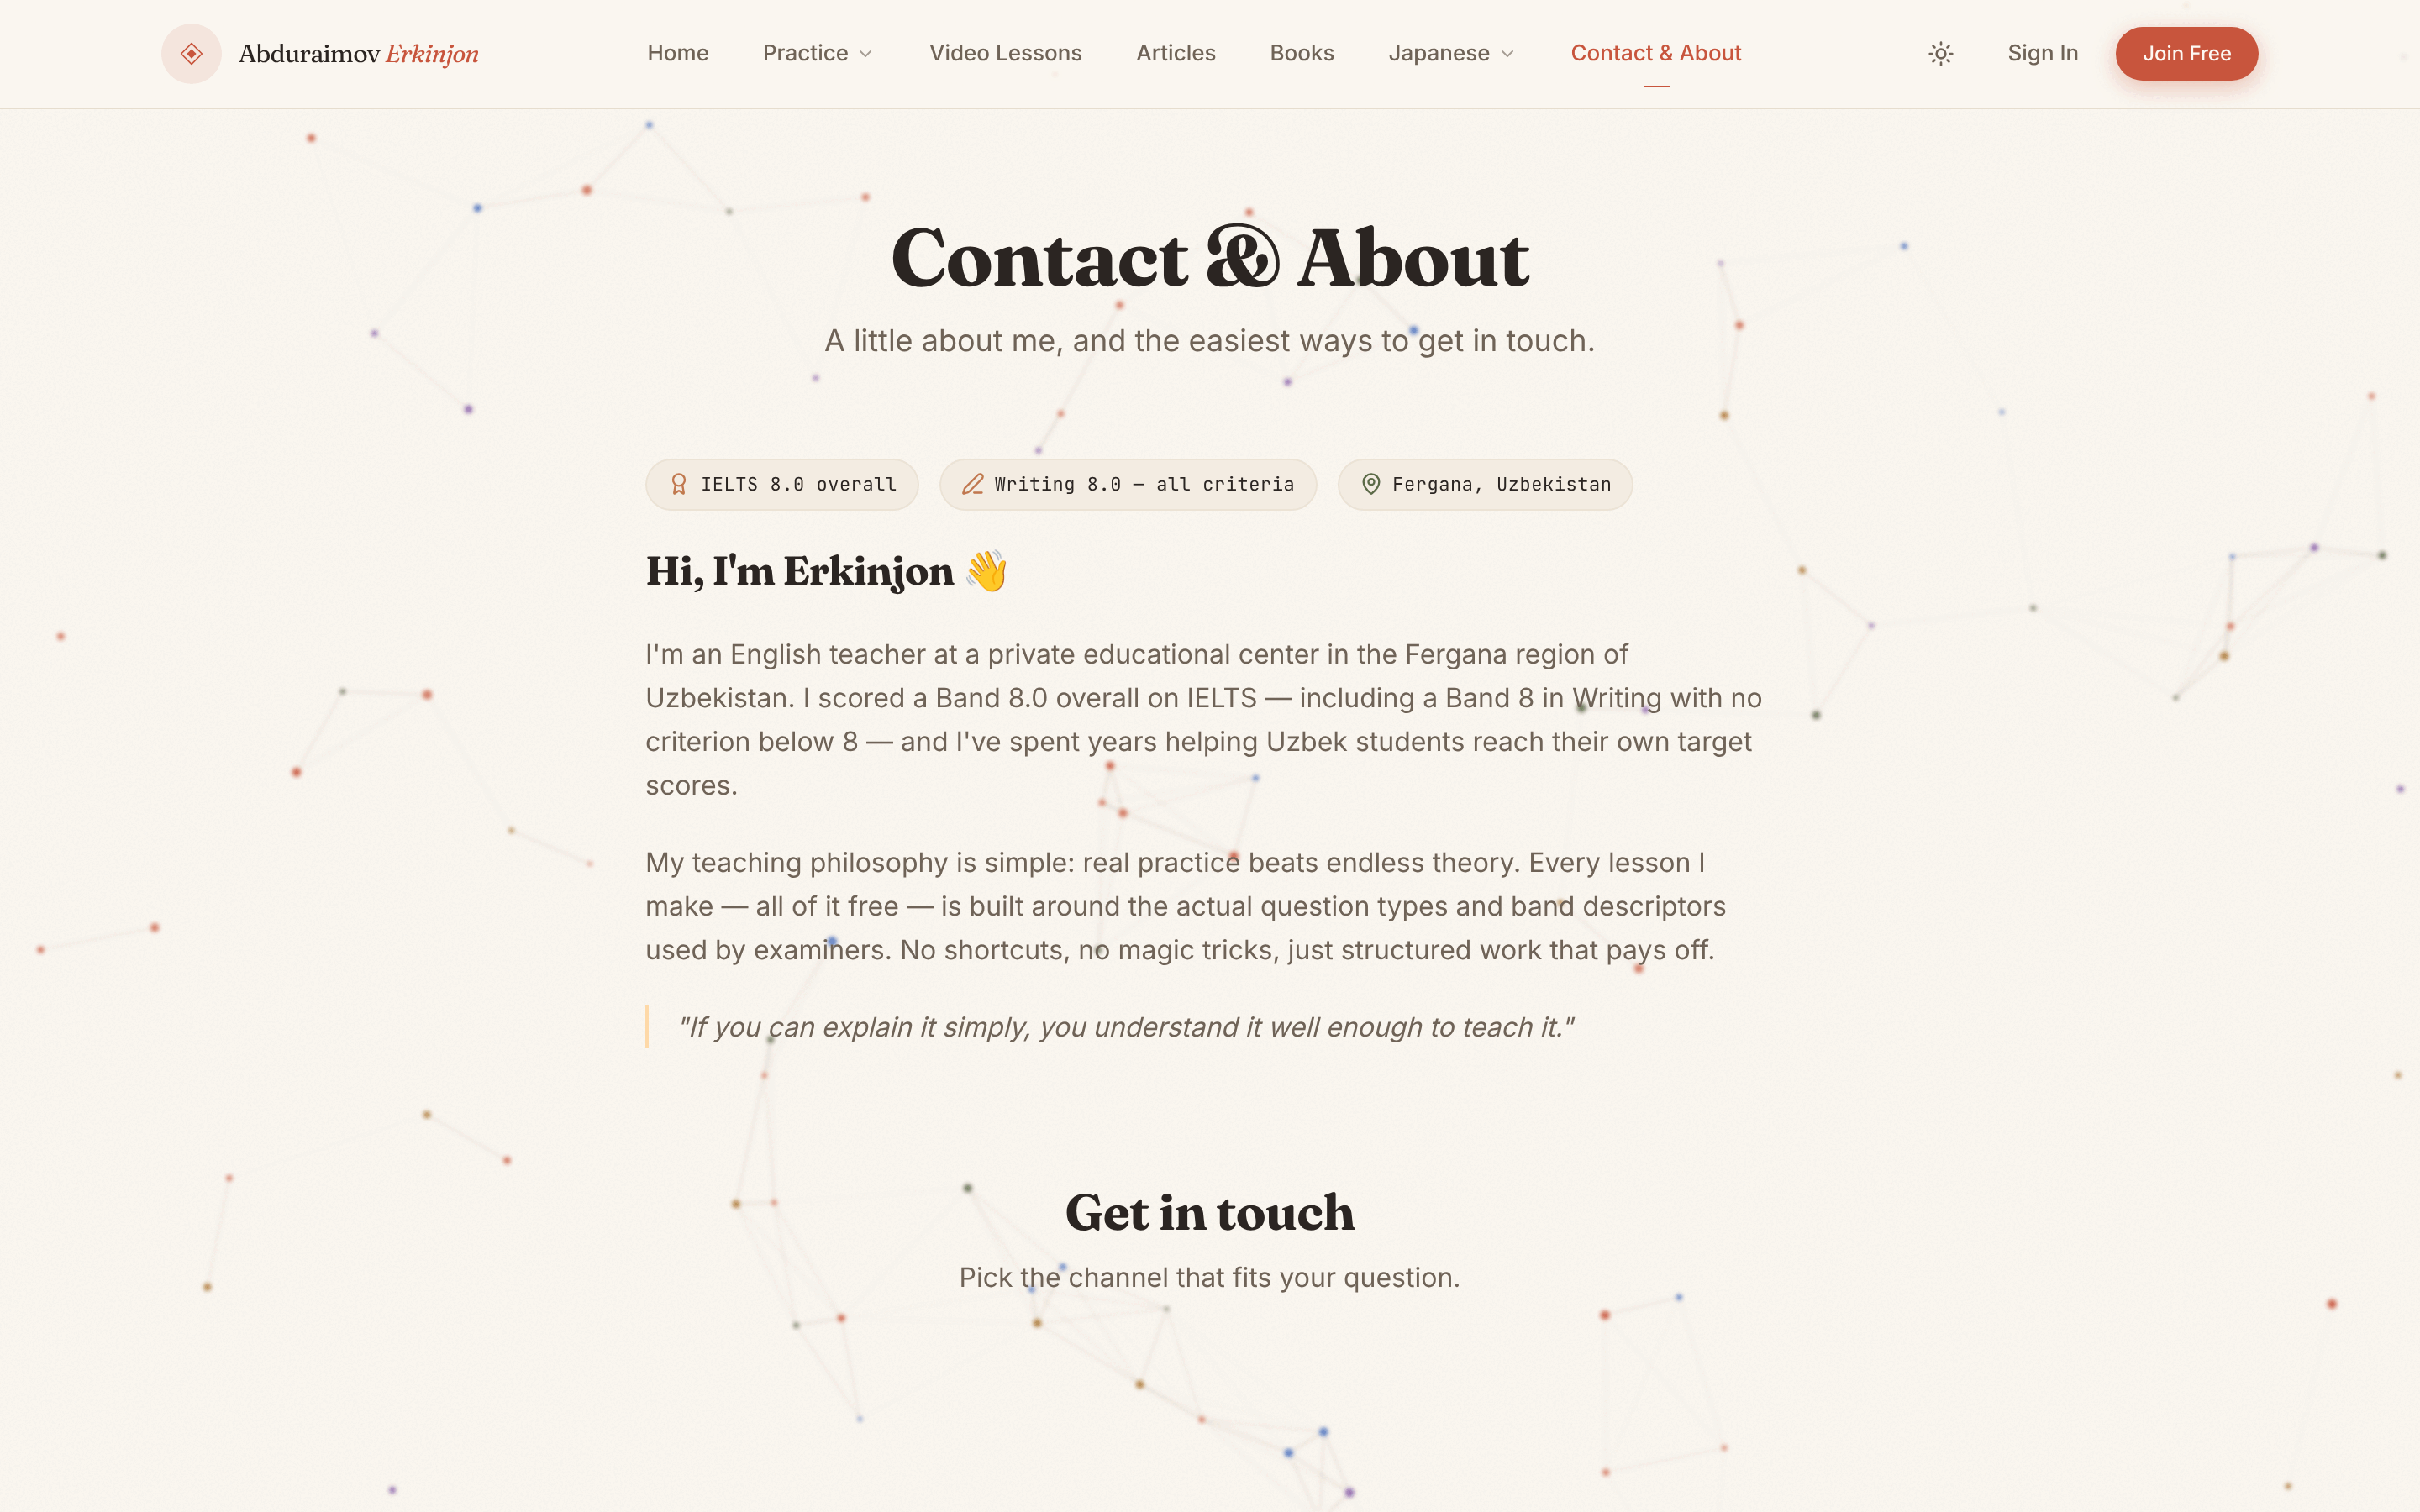 Abduraimov Erkinjon
Home
Practice
Video Lessons
Articles
Books
Japanese
Contact & About
Sign In
Join Free
Contact & About
A little about me, and the easiest ways to get in touch.
IELTS 8.0 overall
Writing 8.0 — all criteria
Fergana, Uzbekistan
Hi, I'm Erkinjon 👋
I'm an English teacher at a private educational center in the Fergana region of
Uzbekistan. I scored a Band 8.0 overall on IELTS — including a Band 8 in Writing with no
criterion below 8 — and I've spent years helping Uzbek students reach their own target
scores.
My teaching philosophy is simple: real practice beats endless theory. Every lesson I
make — all of it free — is built around the actual question types and band descriptors
used by examiners. No shortcuts, no magic tricks, just structured work that pays off.
"If you can explain it simply, you understand it well enough to teach it."
Get in touch
Pick the channel that fits your question.